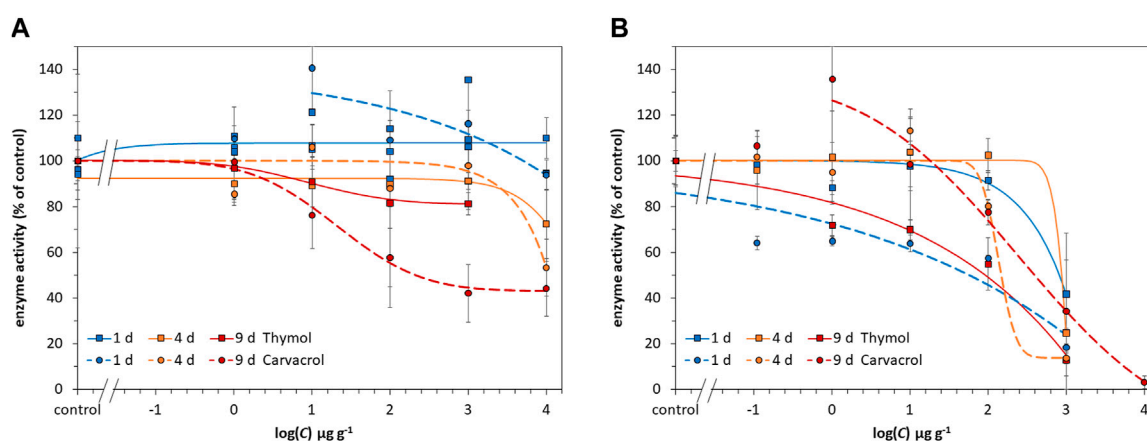 A
B
enzyme activity (% of control)
140
120
100
80
60
40
20
0
1 d 4 d 9 d Thymol
1 d 4 d 9 d Carvacrol
control -1 0 1 2 3 4
log(C) µg g-1
enzyme activity (% of control)
140
120
100
80
60
40
20
0
1 d 4 d 9 d Thymol
1 d 4 d 9 d Carvacrol
control -1 0 1 2 3 4
log(C) µg g-1